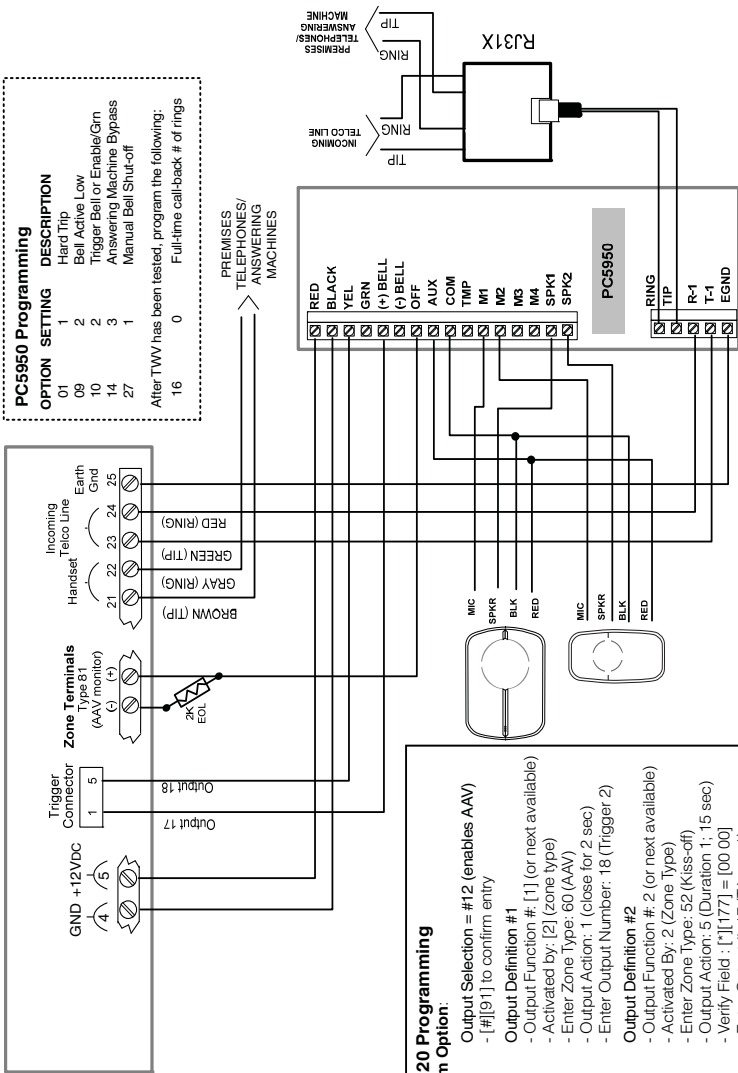 PC5950 Programming
OPTION SETTING DESCRIPTION
01 1 Hard Trip
09 2 Bell Active Low
10 2 Trigger Bell or Enable/Grn
14 3 Answering Machine Bypass
27 1 Manual Bell Shut-off
After TWV has been tested, program the following:
16 0 Full-time call-back # of rings
PREMISES
TELEPHONES/
ANSWERING
MACHINE
RING
TIP
INCOMING
TELCO LINE
RING
TIP
RJ31X
PREMISES
TELEPHONES/
ANSWERING
MACHINES
RED
BLACK
YEL
GRN
(+) BELL
(-) BELL
OFF
AUX
COM
TMP
M1
M2
M3
M4
SPK1
SPK2
PC5950
RING
TIP
R-1
T-1
EGND
GND +12VDC
4
5
Trigger
Connector
1 5
Output 17
Output 18
Zone Terminals
Type 81
(AAV monitor)
(-) (+)
2K
EOL
Handset
Incoming
Telco Line
Earth
Gnd
21 22 23 24 25
BROWN (TIP)
GRAY (RING)
GREEN (TIP)
RED (RING)
MIC
SPKR
BLK
RED
MIC
SPKR
BLK
RED
20 Programming
m Option:
Output Selection = #12 (enables AAV)
- [#][91] to confirm entry
Output Definition #1
- Output Function #: [1] (or next available)
- Activated by: [2] (zone type)
- Enter Zone Type: 60 (AAV)
- Output Action: 1 (close for 2 sec)
- Enter Output Number: 18 (Trigger 2)
Output Definition #2
- Output Function #: 2 (or next available)
- Activated By: 2 (Zone Type)
- Enter Zone Type: 52 (Kiss-off)
- Output Action: 5 (Duration 1; 15 sec)
- Verify Field : [*][177] = [00 00]